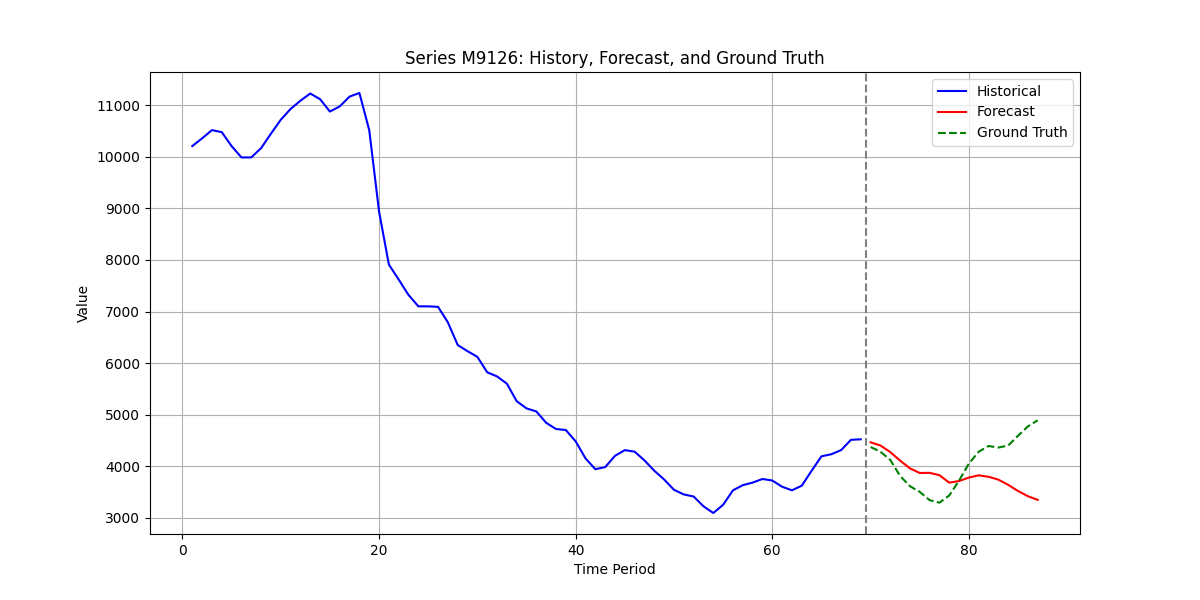 Series M9126: History, Forecast, and Ground Truth
Historical
Forecast
Ground Truth
Value
11000
10000
9000
8000
7000
6000
5000
4000
3000
0
20
40
60
80
Time Period